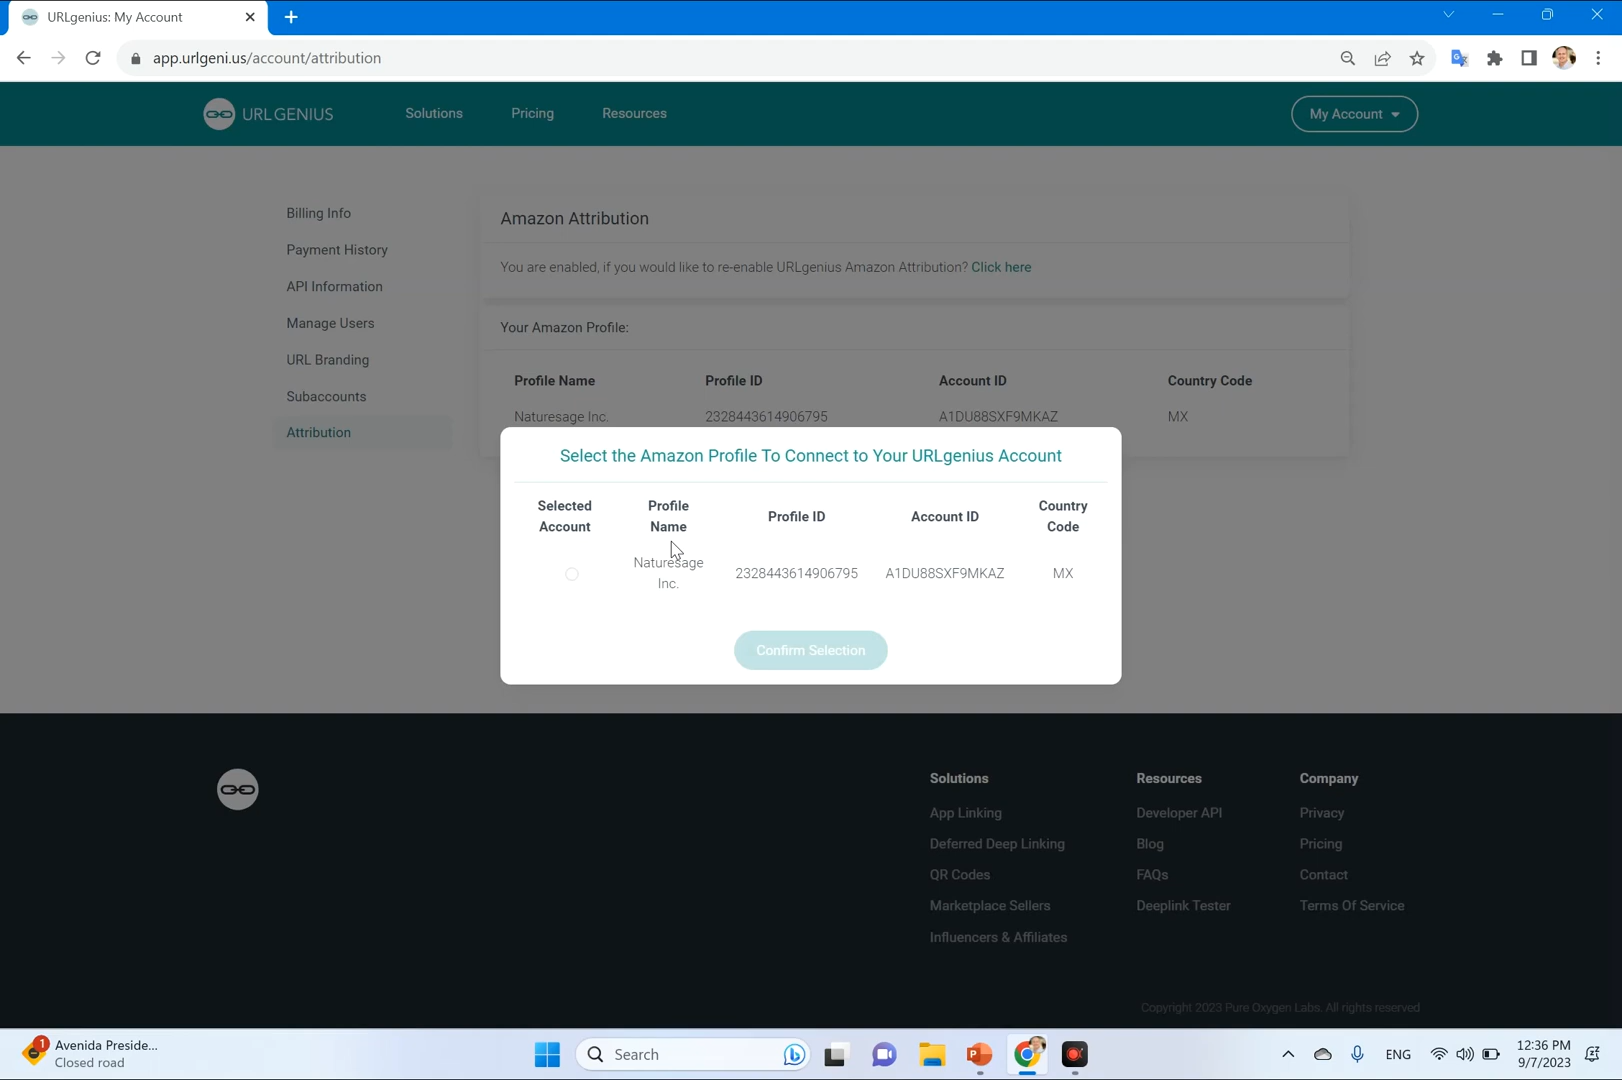 URLgenius: My Account
app.urlgeni.us/account/attribution
URLGENIUS
Solutions
Pricing
Resources
My Account
Billing Info
Payment History
API Information
Manage Users
URL Branding
Subaccounts
Attribution
Amazon Attribution
You are enabled, if you would like to re-enable URLgenius Amazon Attribution? Click here
Your Amazon Profile:
Profile Name Profile ID Account ID Country Code
Naturesage Inc. 2328443614906795 A1DU88SXF9MKAZ MX
Select the Amazon Profile To Connect to Your URLgenius Account
Selected Account
Profile Name
Profile ID
Account ID
Country Code
Naturesage Inc.
2328443614906795
A1DU88SXF9MKAZ
MX
Confirm Selection
Solutions
App Linking
Deferred Deep Linking
QR Codes
Marketplace Sellers
Influencers & Affiliates
Resources
Developer API
Blog
FAQs
Deeplink Tester
Company
Privacy
Pricing
Contact
Terms Of Service
Copyright 2023 Pure Oxygen Labs. All rights reserved
1
Avenida Preside...
Closed road
Search
ENG
12:36 PM
9/7/2023